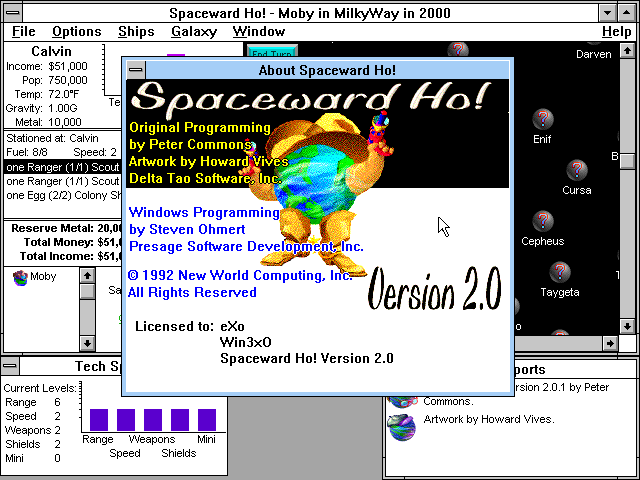 Spaceward Ho! - Moby in MilkyWay in 2000
File Options Ships Galaxy Window Help
Calvin
Income: $51,000
Pop: 750,000
Temp: 72.0°F
Gravity: 1.00G
Metal: 10,000
Stationed at: Calvin
Fuel: 8/8 Speed: 2
one Ranger (1/1) Scout
one Ranger (1/1) Scout
one Egg (2/2) Colony Sh
Reserve Metal: 20,00
Total Money: $51,
Total Income: $51,
Moby
End Turn
About Spaceward Ho!
Spaceward Ho!
Original Programming
by Peter Commons
Artwork by Howard Vives
Delta Tao Software, Inc.
Windows Programming
by Steven Ohmert
Presage Software Development, Inc.
© 1992 New World Computing, Inc.
All Rights Reserved
Version 2.0
Licensed to: eXo
Win3xO
Spaceward Ho! Version 2.0
Darven
Enif
Cursa
Cepheus
Taygeta
Tech Sp
Current Levels:
Range 6
Speed 2
Weapons 2
Shields 2
Mini 0
Range Weapons Mini
Speed Shields
ports
ersion 2.0.1 by Peter
Commons.
Artwork by Howard Vives.